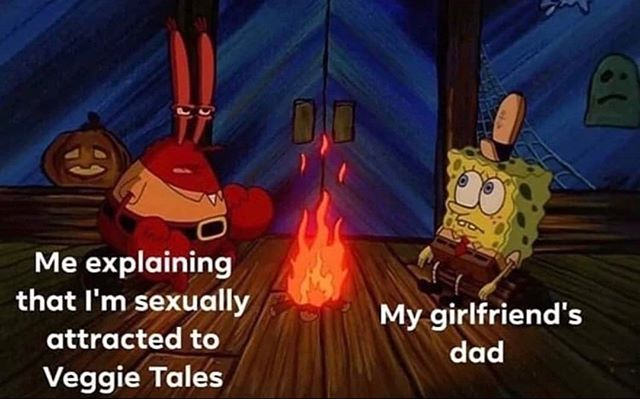 Me explaining
that I'm sexually
attracted to
Veggie Tales
My girlfriend's
dad